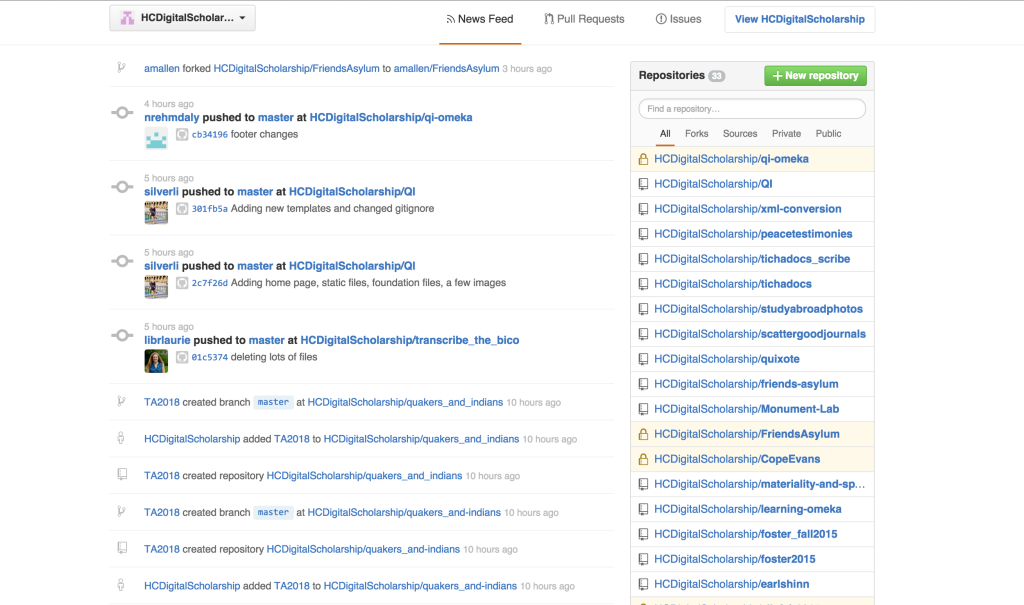 HCDigitalScholar...
News Feed
Pull Requests
Issues
View HCDigitalScholarship
amallen forked HCDigitalScholarship/FriendsAsylum to amallen/FriendsAsylum 3 hours ago
4 hours ago
nrehmdaly pushed to master at HCDigitalScholarship/qi-omeka
cb34196 footer changes
5 hours ago
silverli pushed to master at HCDigitalScholarship/QI
301fb5a Adding new templates and changed gitignore
5 hours ago
silverli pushed to master at HCDigitalScholarship/QI
2c7f26d Adding home page, static files, foundation files, a few images
5 hours ago
librlaurie pushed to master at HCDigitalScholarship/transcribe_the_bico
01c5374 deleting lots of files
TA2018 created branch master at HCDigitalScholarship/quakers_and_indians 10 hours ago
HCDigitalScholarship added TA2018 to HCDigitalScholarship/quakers_and_indians 10 hours ago
TA2018 created repository HCDigitalScholarship/quakers_and_indians 10 hours ago
TA2018 created branch master at HCDigitalScholarship/quakers-and-indians 10 hours ago
TA2018 created repository HCDigitalScholarship/quakers-and-indians 10 hours ago
HCDigitalScholarship added TA2018 to HCDigitalScholarship/quakers-and-indians 10 hours ago
Repositories 33
New repository
Find a repository...
All Forks Sources Private Public
HCDigitalScholarship/qi-omeka
HCDigitalScholarship/QI
HCDigitalScholarship/xml-conversion
HCDigitalScholarship/peacetestimonies
HCDigitalScholarship/tichadocs_scribe
HCDigitalScholarship/tichadocs
HCDigitalScholarship/studyabroadphotos
HCDigitalScholarship/scattergoodjournals
HCDigitalScholarship/quixote
HCDigitalScholarship/friends-asylum
HCDigitalScholarship/Monument-Lab
HCDigitalScholarship/FriendsAsylum
HCDigitalScholarship/CopeEvans
HCDigitalScholarship/materiality-and-sp...
HCDigitalScholarship/learning-omeka
HCDigitalScholarship/foster_fall2015
HCDigitalScholarship/foster2015
HCDigitalScholarship/earlshinn